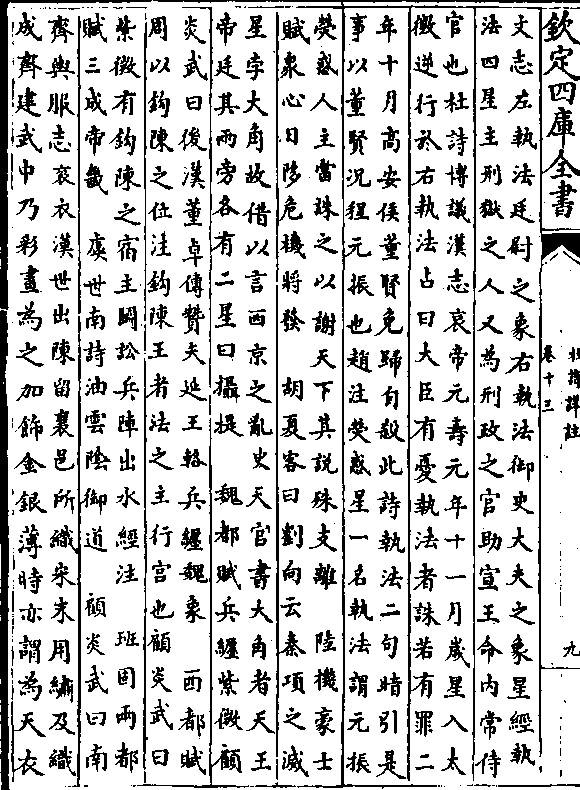 欽定四庫全書
杜詩詳註
卷十三
九
文志左執法廷尉之象右執法御史大夫之象星經執
法四星主刑獄之人又為刑政之官助宣王命内常侍
官也杜詩博議漢志哀帝元壽元年十一月歲星入太
微逆行於右執法占曰大臣有憂執法者誅若有罪二
年十月高安侯董賢免歸自殺此詩執法二句暗引是
事以董賢況程元振也趙注熒惑星一名執法謂元振
熒惑人主當誅之以謝天下其説殊支離 陸機豪士
賦衆心日陊危機將發 胡夏客曰劉向云秦項之滅
星孛大角故借以言西京之亂史天官書大角者天王
帝廷其兩旁各有二星曰攝提 魏都賦兵纒紫微顧
炎武曰後漢董卓傳贊矢延王輅兵纒魏象 西都賦
周以鈎陳之位注鈎陳王者法之主行宮也顧炎武曰
紫微有鈎陳之宿主鬭訟兵陣出水經注 班固兩都
賦三成帝畿 虞世南詩油雲陰御道 顧炎武曰南
齊輿服志衮衣漢世出陳留襄邑所織宋末用繡及織
成齊建武中乃彩畫為之加飾金銀薄時亦謂為天衣